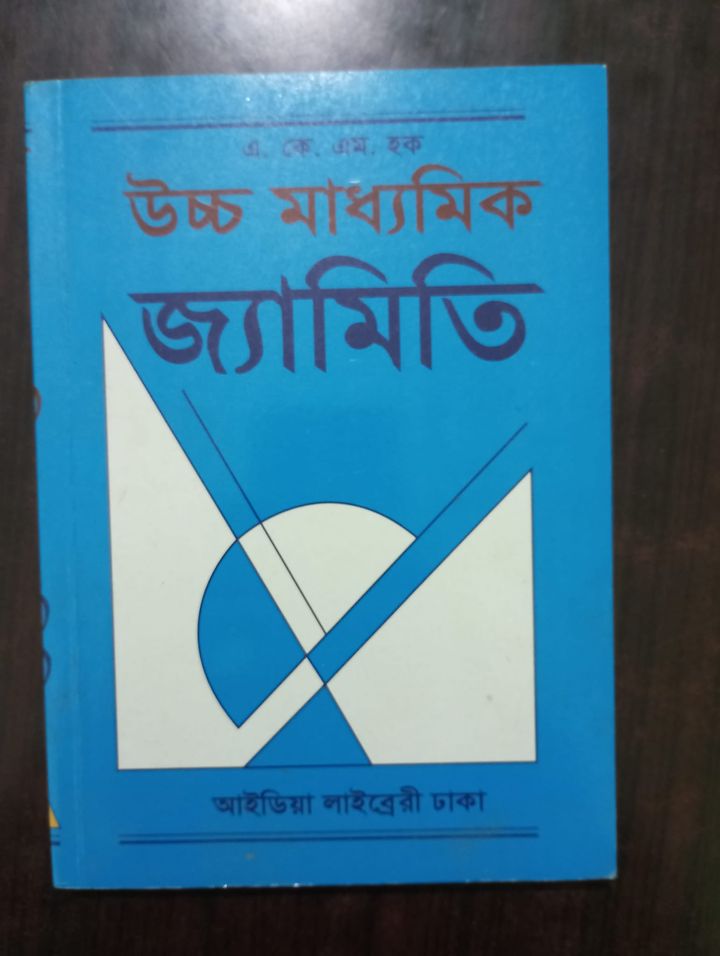 এ. কে. এম. হক
উচ্চ মাধ্যমিক
জ্যামিতি
আইডিয়া লাইব্রেরী ঢাকা